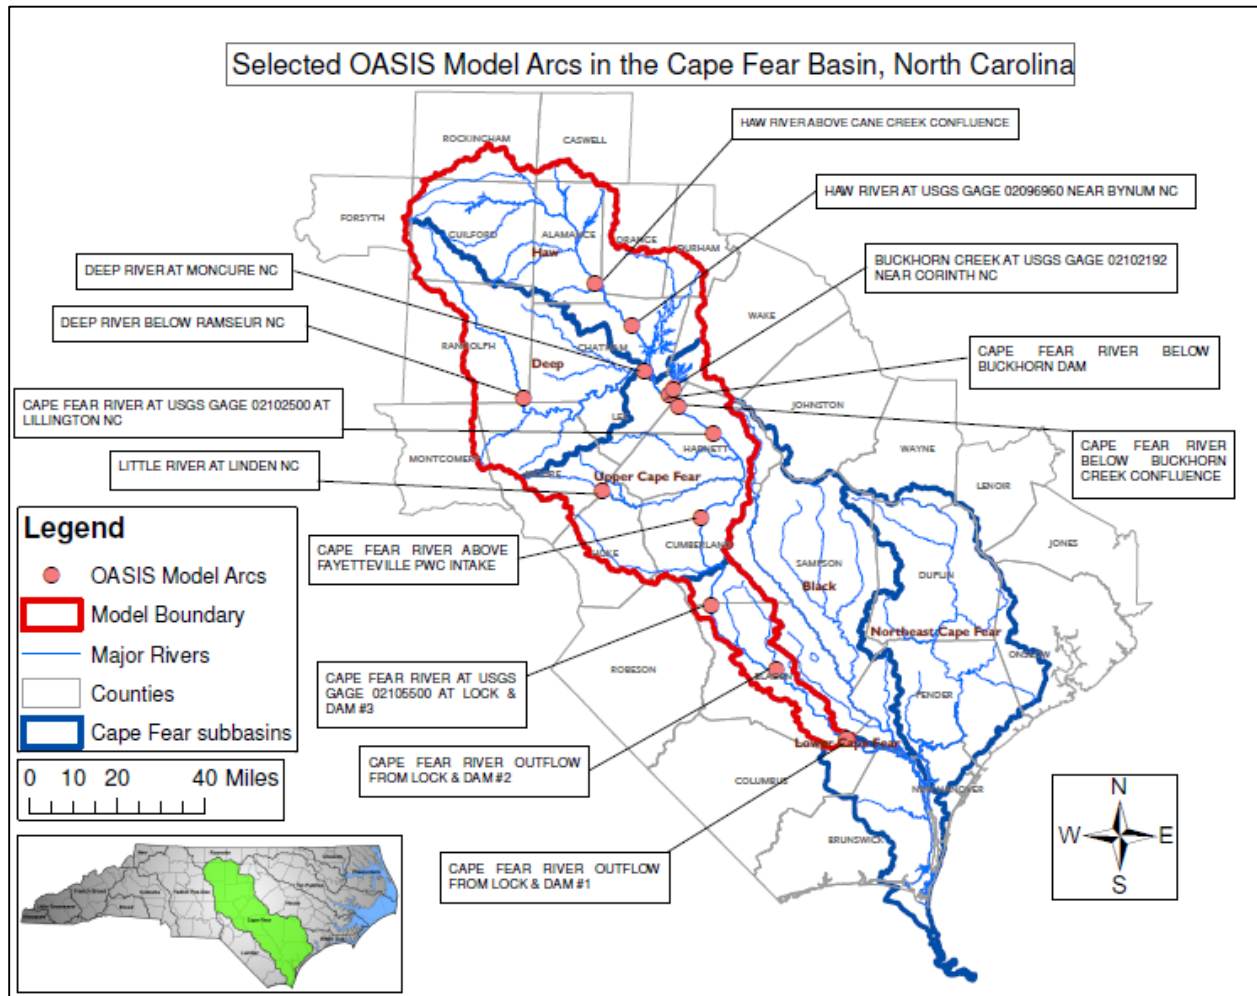 Selected OASIS Model Arcs in the Cape Fear Basin, North Carolina
HAW RIVER ABOVE CANE CREEK CONFLUENCE
ROCKINGHAM
CASWELL
HAW RIVER AT USGS GAGE 02096960 NEAR BYNUM NC
FORSYTH
GUILFORD
ALAMANCE
ORANGE
DURHAM
Haw
DEEP RIVER AT MONCURE NC
BUCKHORN CREEK AT USGS GAGE 02102192
NEAR CORINTH NC
DEEP RIVER BELOW RAMSEUR NC
WAKE
RANDOLPH
CHATHAM
Deep
CAPE FEAR RIVER BELOW
BUCKHORN DAM
CAPE FEAR RIVER AT USGS GAGE 02102500 AT
LILLINGTON NC
JOHNSTON
HARNETT
WAYNE
CAPE FEAR RIVER
BELOW BUCKHORN
CREEK CONFLUENCE
LITTLE RIVER AT LINDEN NC
MONTGOMERY
Upper Cape Fear
LENOIR
Legend
OASIS Model Arcs
Model Boundary
Major Rivers
Counties
Cape Fear subbasins
CAPE FEAR RIVER ABOVE
FAYETTEVILLE PWC INTAKE
CUMBERLAND
JONES
SAMPSON
DUPLIN
Black
Northeast Cape Fear
ONSLOW
ROBESON
CAPE FEAR RIVER AT USGS
GAGE 02105500 AT LOCK &
DAM #3
BLADEN
PENDER
Lower Cape Fear
CAPE FEAR RIVER OUTFLOW
FROM LOCK & DAM #2
COLUMBUS
NEW HANOVER
BRUNSWICK
0 10 20 40 Miles
CAPE FEAR RIVER OUTFLOW
FROM LOCK & DAM #1
N
W E
S
Cape Fear